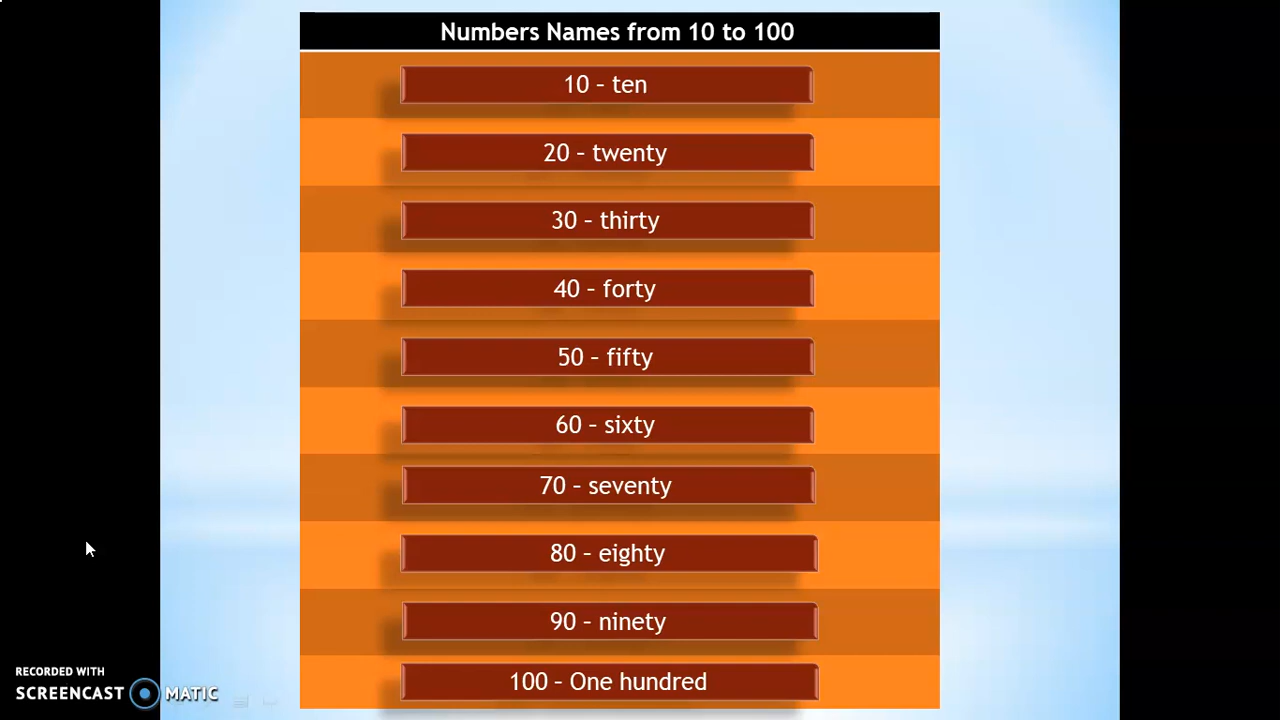 Numbers Names from 10 to 100
10 – ten
20 – twenty
30 – thirty
40 – forty
50 – fifty
60 – sixty
70 – seventy
80 – eighty
90 – ninety
100 – One hundred
RECORDED WITH
SCREENCAST MATIC